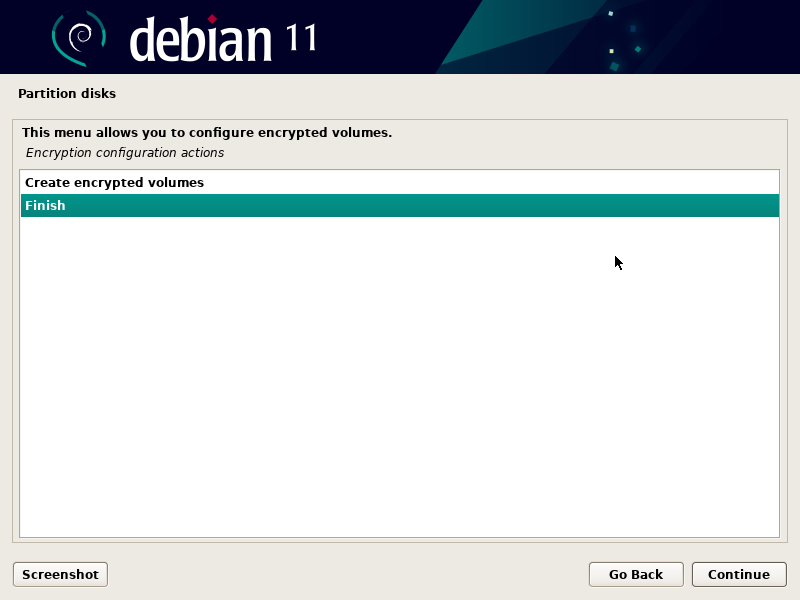 debian 11
Partition disks
This menu allows you to configure encrypted volumes.
Encryption configuration actions
Create encrypted volumes
Finish
Screenshot
Go Back
Continue